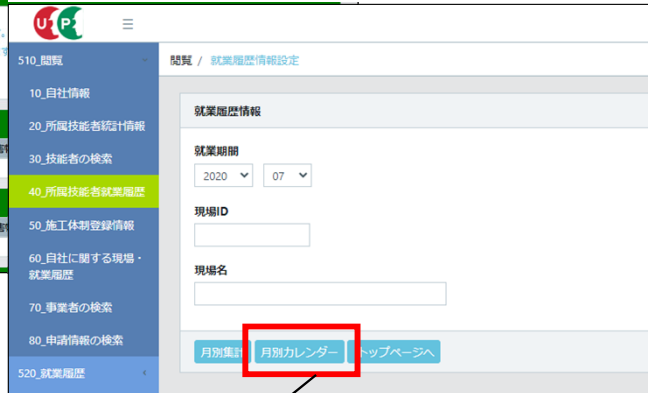 U P
510_閲覧
閲覧 / 就業履歴情報設定
10_自社情報
20_所属技能者統計情報
30_技能者の検索
40_所属技能者就業履歴
50_施工体制登録情報
60_自社に関する現場・
就業履歴
70_事業者の検索
80_申請情報の検索
520_就業履歴
就業履歴情報
就業期間
2020 07
現場ID
現場名
月別集計 月別カレンダー トップページへ